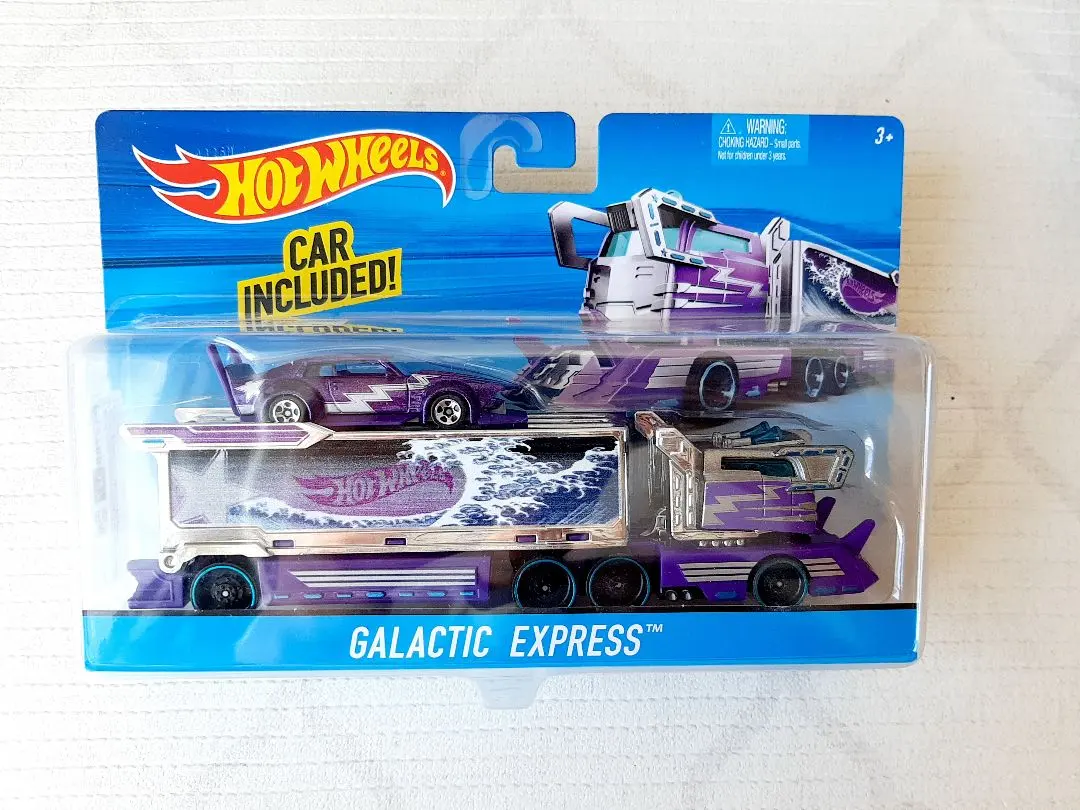 HOT WHEELS
®
CAR
INCLUDED!
⚠ WARNING:
CHOKING HAZARD – Small parts.
Not for children under 3 years.
3+
HOT WHEELS
GALACTIC EXPRESS™